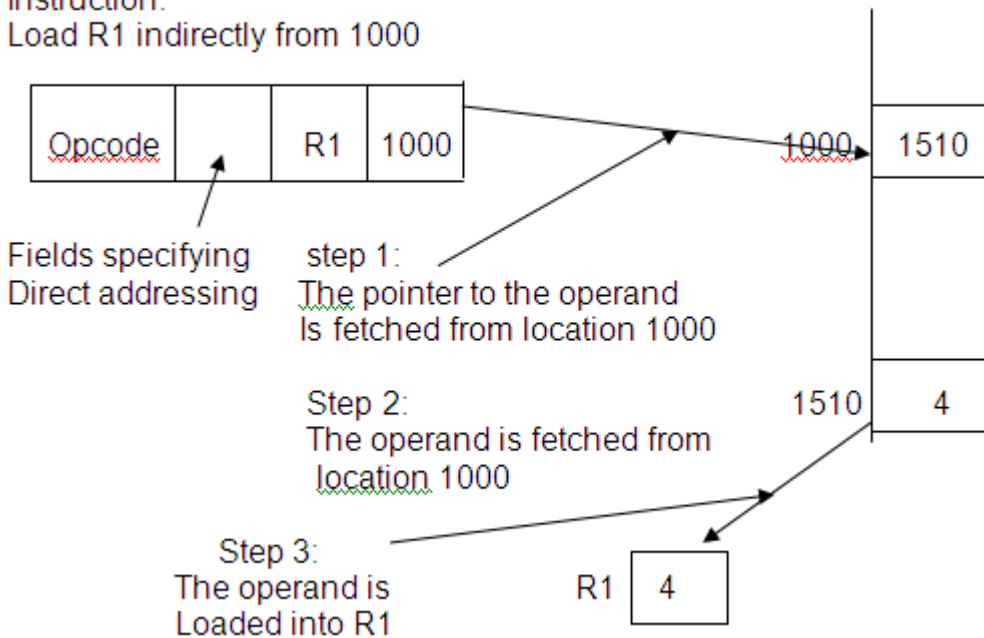 Instruction:
Load R1 indirectly from 1000
Opcode R1 1000
1000 1510
Fields specifying
Direct addressing
step 1:
The pointer to the operand
Is fetched from location 1000
Step 2:
The operand is fetched from
location 1000
1510 4
Step 3:
The operand is
Loaded into R1
R1 4